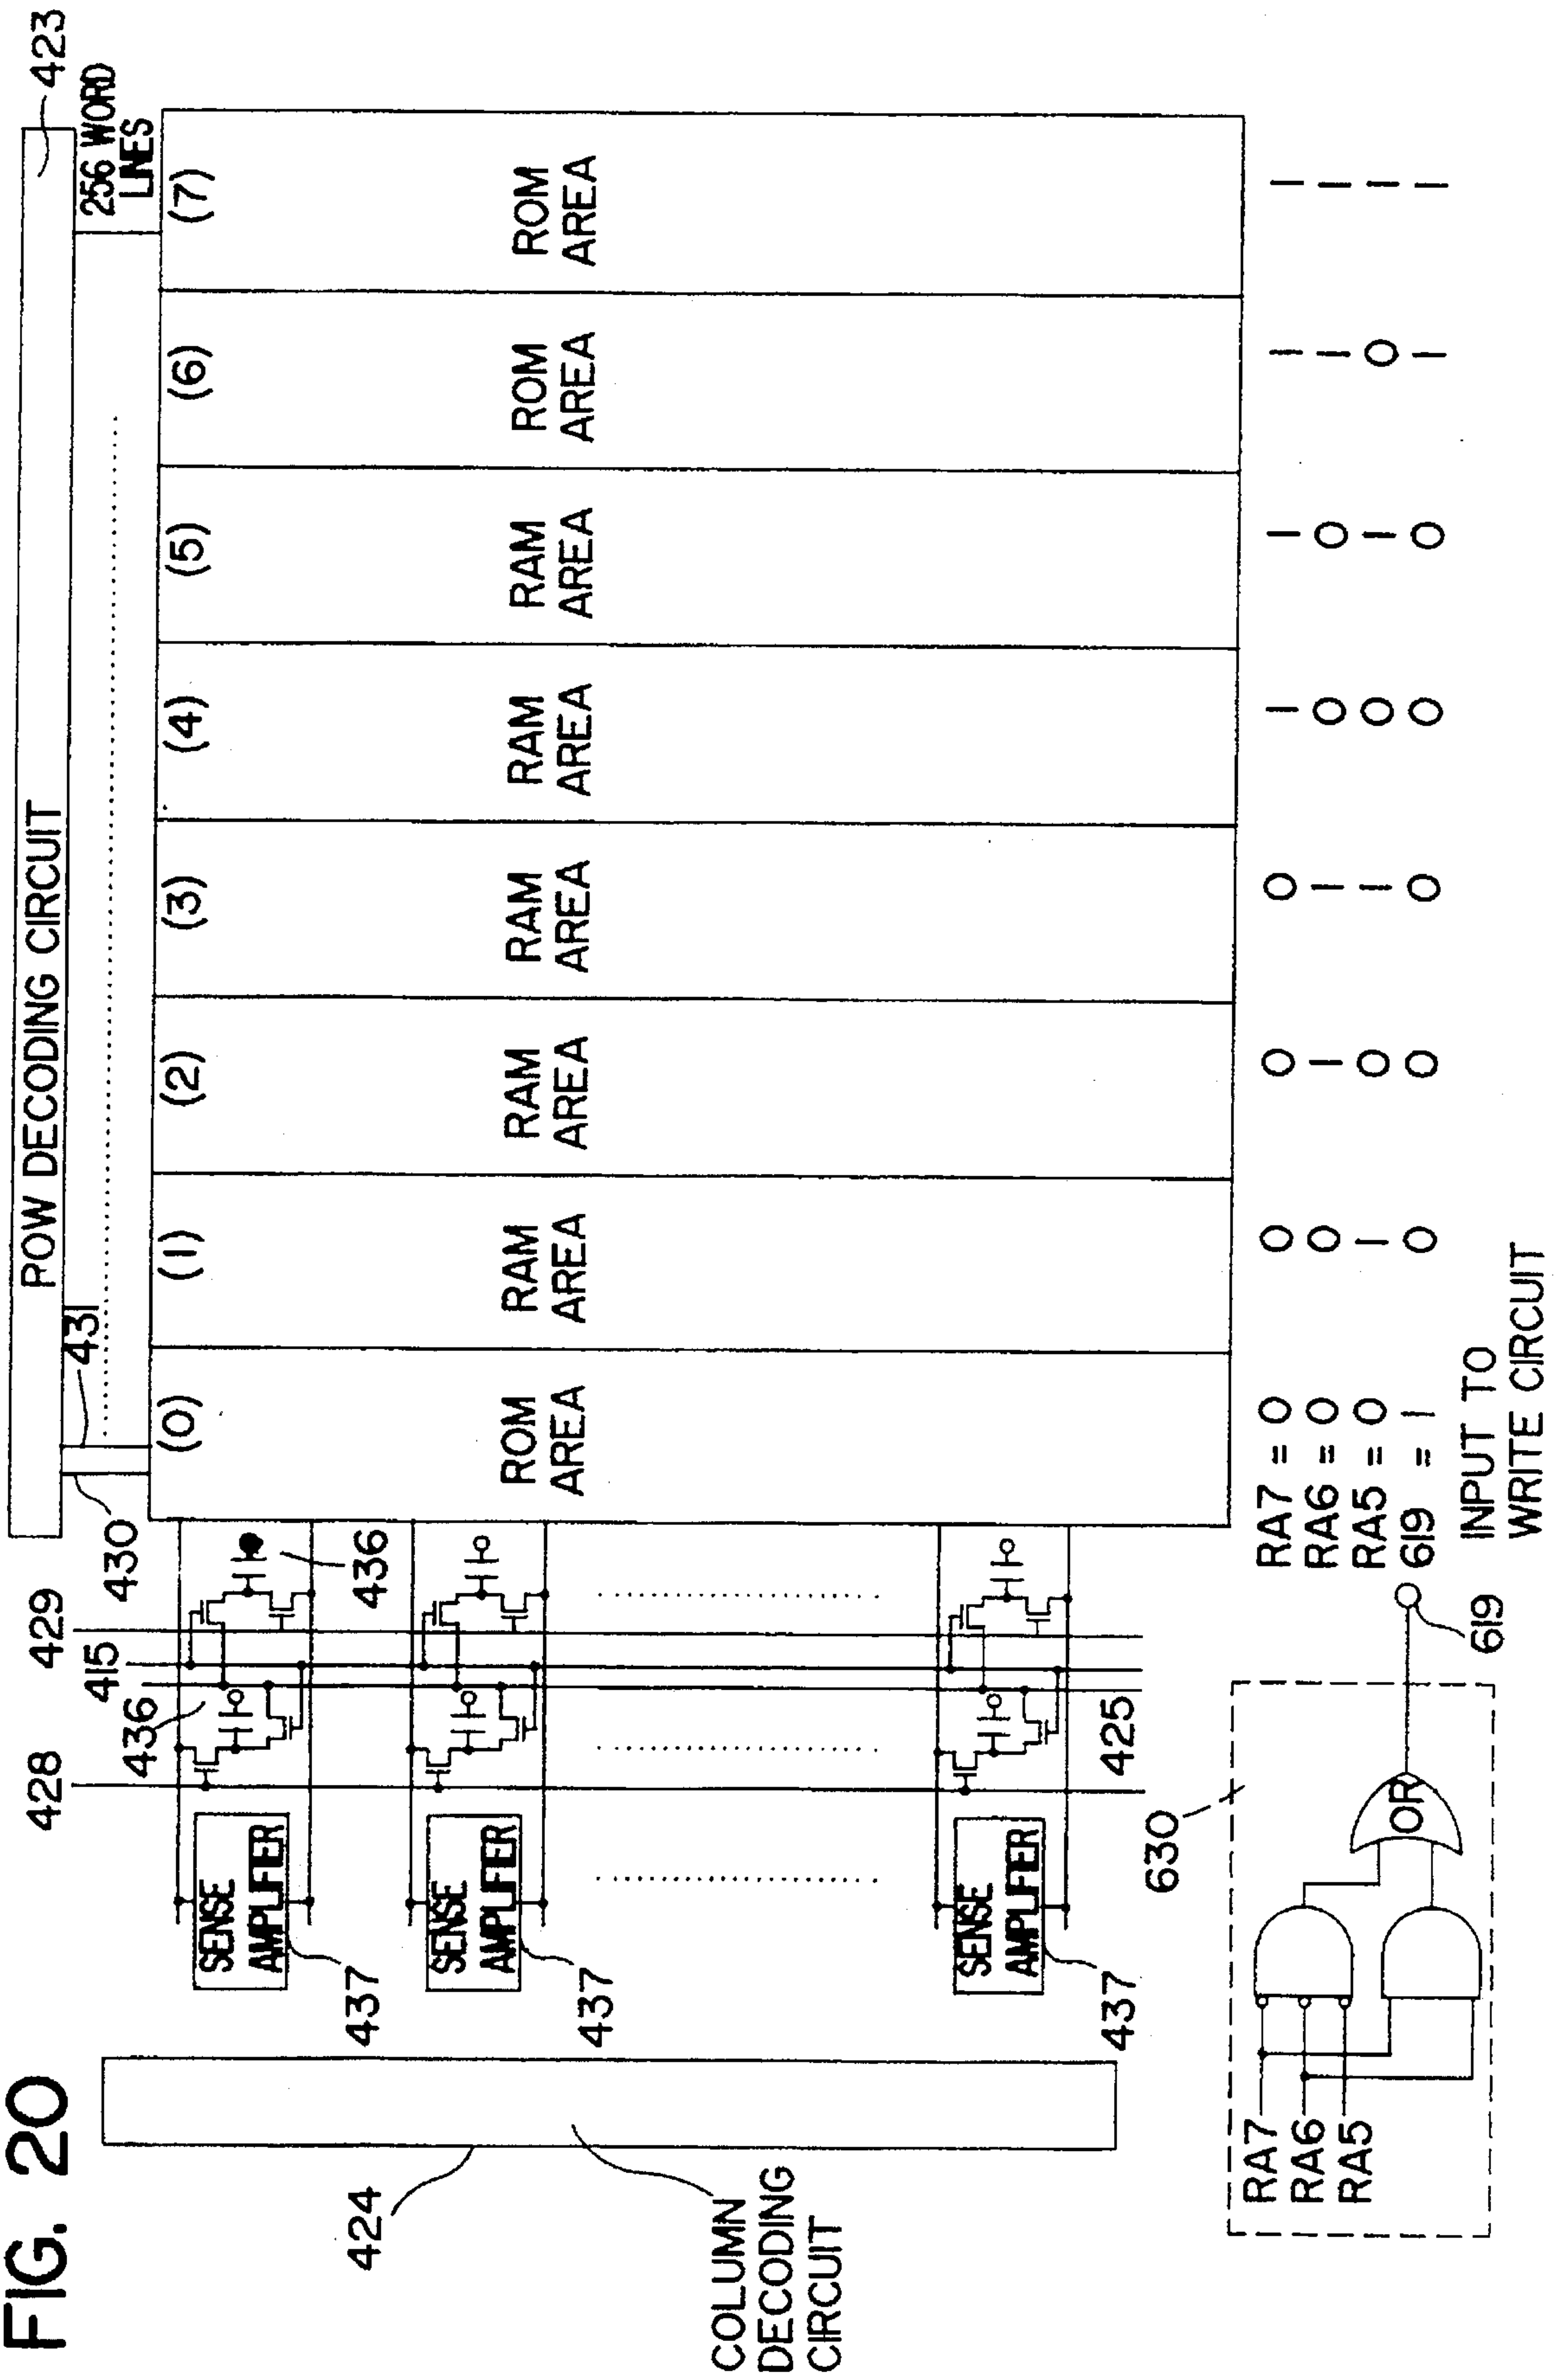 FIG. 20
ROW DECODING CIRCUIT
423
256 WORD
LINES
430
431
428
436
415
429
436
(0)
(1)
(2)
(3)
(4)
(5)
(6)
(7)
424
COLUMN
DECODING
CIRCUIT
SENSE
AMPLIFIER
437
SENSE
AMPLIFIER
437
SENSE
AMPLIFIER
437
425
ROM
AREA
RAM
AREA
RAM
AREA
RAM
AREA
RAM
AREA
RAM
AREA
ROM
AREA
ROM
AREA
630
RA7
RA6
RA5
OR
619
RA7 = 0 0 0 0 1 1 1 1
RA6 = 0 0 1 1 0 0 1 1
RA5 = 0 1 0 1 0 1 0 1
619 = 1 0 0 0 0 0 1 1
INPUT TO
WRITE CIRCUIT